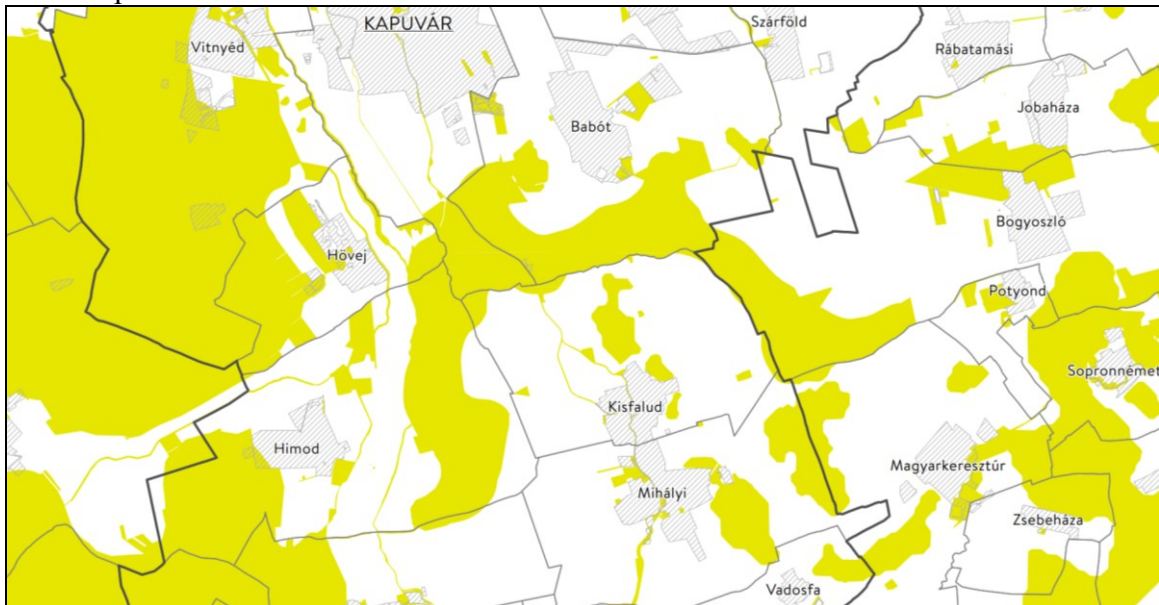 KAPUVÁR
Szárföld
Vitnyéd
Rábatamási
Jobaháza
Babót
Bogyoszló
Hövej
Potyond
Sopronnémet
Kisfalud
Himod
Magyarkeresztúr
Mihályi
Zsebeháza
Vadosfa